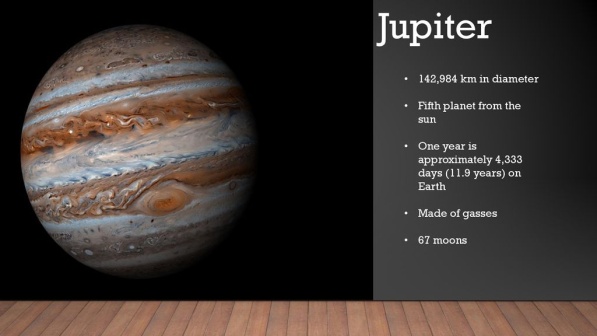 Jupiter
• 142,984 km in diameter
• Fifth planet from the
sun
• One year is
approximately 4,333
days (11.9 years) on
Earth
• Made of gasses
• 67 moons